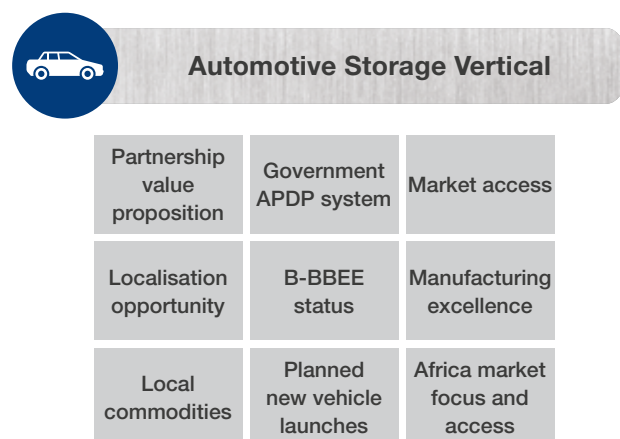 Automotive Storage Vertical
Partnership
value
proposition
Government
APDP system
Market access
Localisation
opportunity
B-BBEE
status
Manufacturing
excellence
Local
commodities
Planned
new vehicle
launches
Africa market
focus and
access